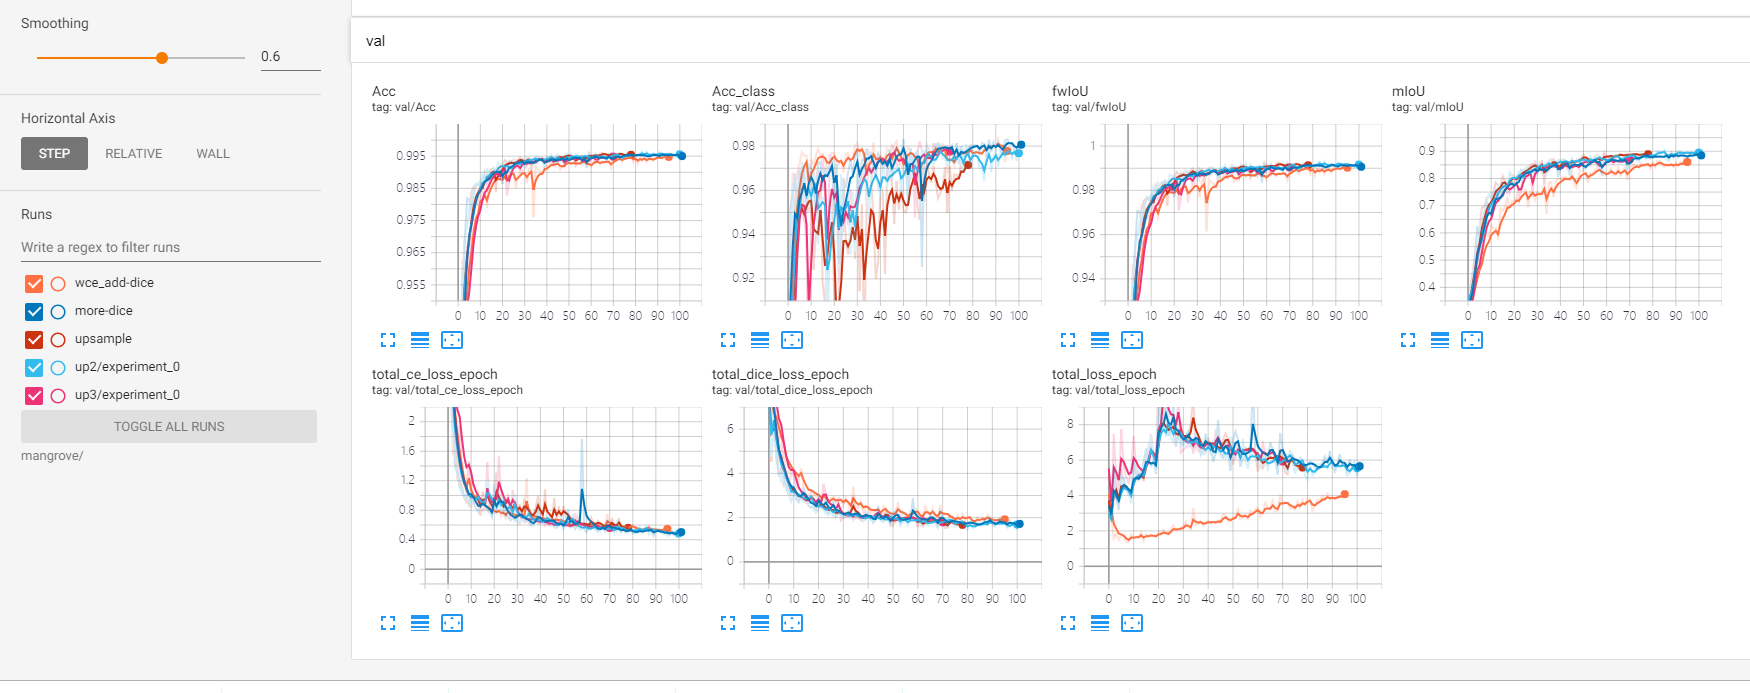 Smoothing
0.6
Horizontal Axis
STEP RELATIVE WALL
Runs
Write a regex to filter runs
wce_add-dice
more-dice
upsample
up2/experiment_0
up3/experiment_0
TOGGLE ALL RUNS
mangrove/
val
Acc
tag: val/Acc
0.995
0.985
0.975
0.965
0.955
0 10 20 30 40 50 60 70 80 90 100
Acc_class
tag: val/Acc_class
0.98
0.96
0.94
0.92
0 10 20 30 40 50 60 70 80 90 100
fwIoU
tag: val/fwIoU
1
0.98
0.96
0.94
0 10 20 30 40 50 60 70 80 90 100
mIoU
tag: val/mIoU
0.9
0.8
0.7
0.6
0.5
0.4
0 10 20 30 40 50 60 70 80 90 100
total_ce_loss_epoch
tag: val/total_ce_loss_epoch
2
1.6
1.2
0.8
0.4
0
0 10 20 30 40 50 60 70 80 90 100
total_dice_loss_epoch
tag: val/total_dice_loss_epoch
6
4
2
0
0 10 20 30 40 50 60 70 80 90 100
total_loss_epoch
tag: val/total_loss_epoch
8
6
4
2
0
0 10 20 30 40 50 60 70 80 90 100